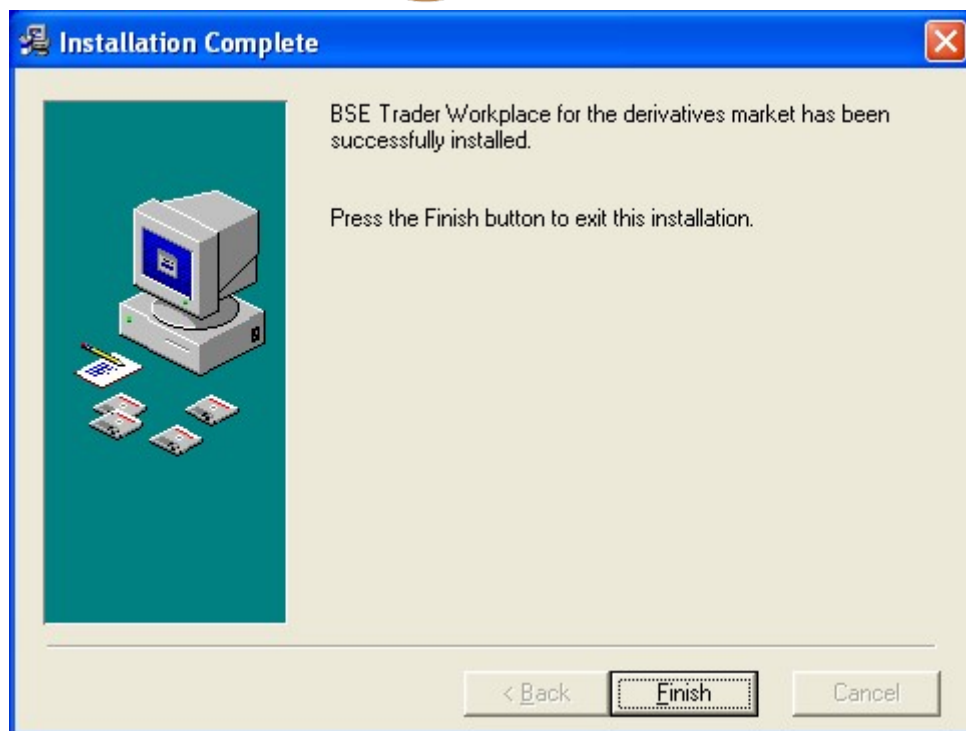 Installation Complete
BSE Trader Workplace for the derivatives market has been
successfully installed.
Press the Finish button to exit this installation.
< Back
Finish
Cancel